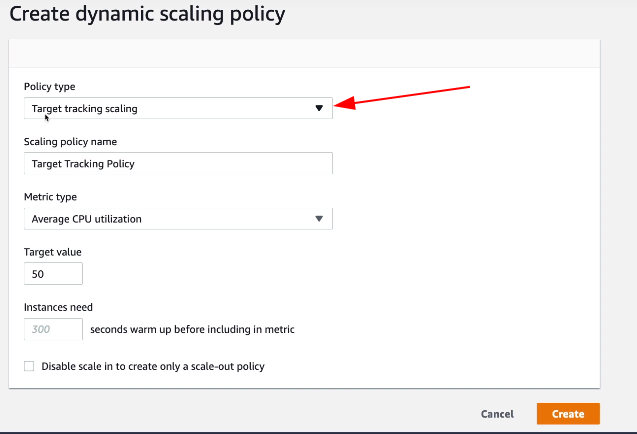 Create dynamic scaling policy
Policy type
Target tracking scaling
Scaling policy name
Target Tracking Policy
Metric type
Average CPU utilization
Target value
50
Instances need
300 seconds warm up before including in metric
Disable scale in to create only a scale-out policy
Cancel Create